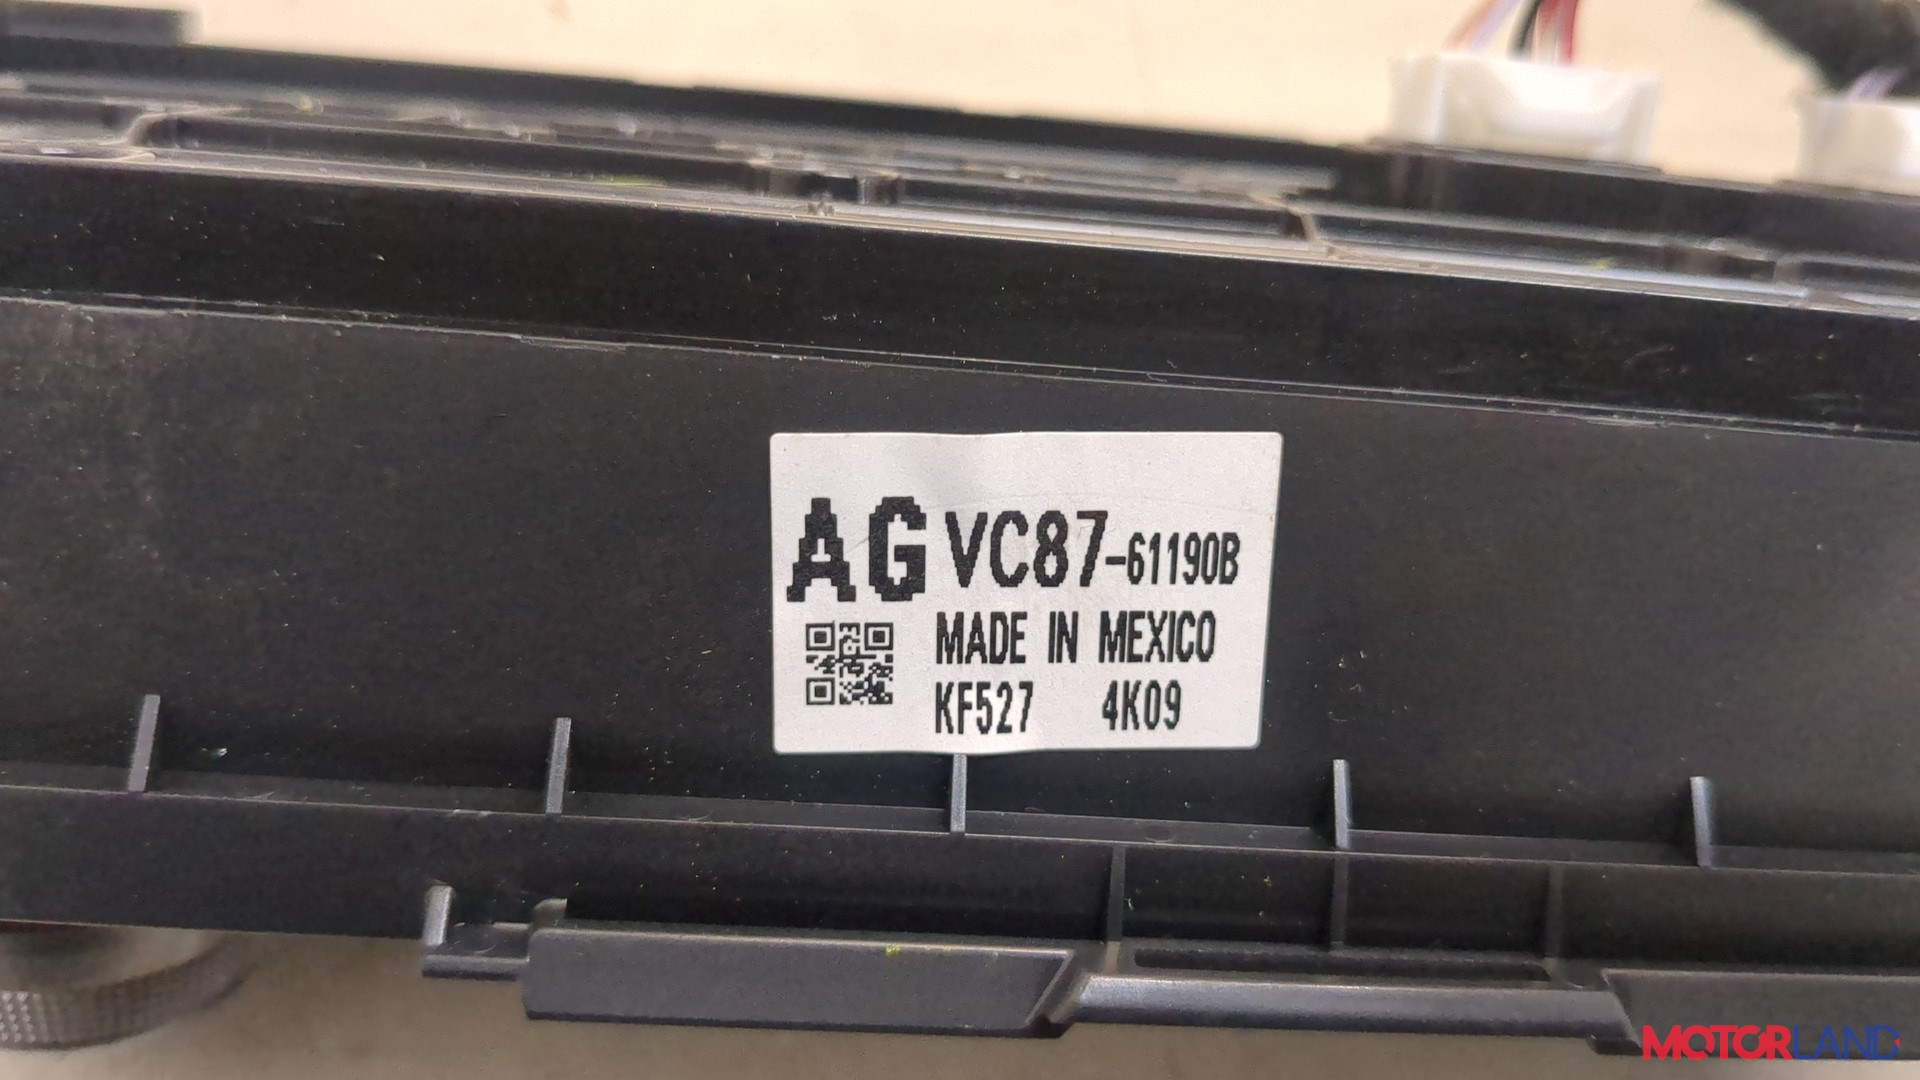 AG VC87-61190B
MADE IN MEXICO
KF527 4K09
MOTORLAND